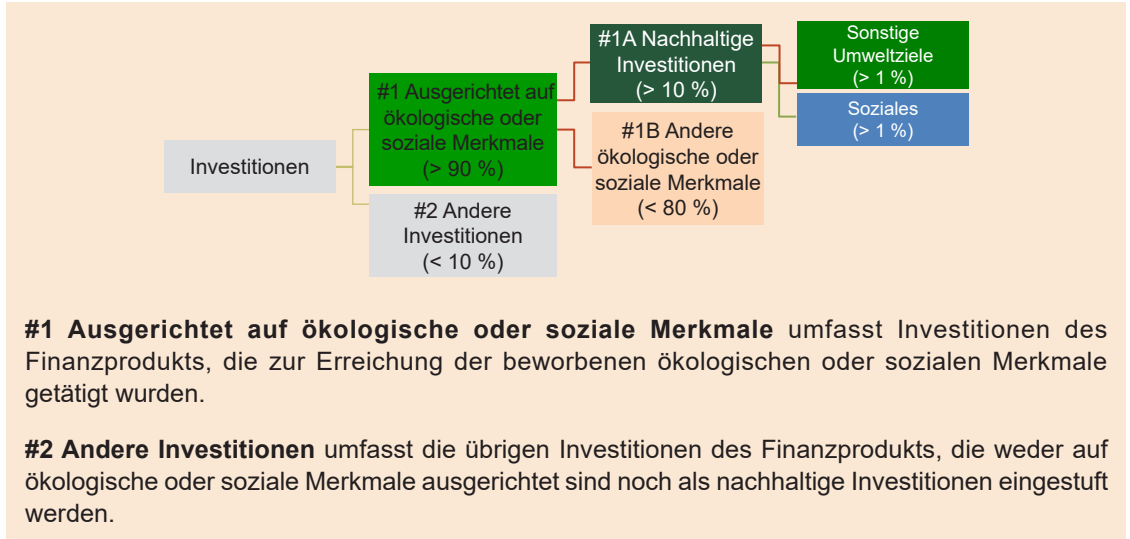 Investitionen
#1 Ausgerichtet auf
ökologische oder
soziale Merkmale
(> 90 %)
#2 Andere
Investitionen
(< 10 %)
#1A Nachhaltige
Investitionen
(> 10 %)
#1B Andere
ökologische oder
soziale Merkmale
(< 80 %)
Sonstige
Umweltziele
(> 1 %)
Soziales
(> 1 %)
#1 Ausgerichtet auf ökologische oder soziale Merkmale umfasst Investitionen des
Finanzprodukts, die zur Erreichung der beworbenen ökologischen oder sozialen Merkmale
getätigt wurden.
#2 Andere Investitionen umfasst die übrigen Investitionen des Finanzprodukts, die weder auf
ökologische oder soziale Merkmale ausgerichtet sind noch als nachhaltige Investitionen eingestuft
werden.